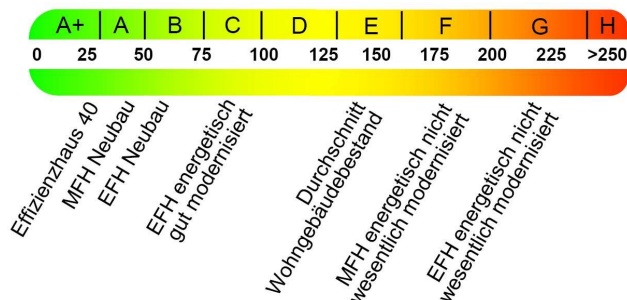 A+ A B C D E F G H
0 25 50 75 100 125 150 175 200 225 >250
Effizienzhaus 40
MFH Neubau
EFH Neubau
EFH energetisch
gut modernisiert
Durchschnitt
Wohngebäudebestand
MFH energetisch nicht
wesentlich modernisiert
EFH energetisch nicht
wesentlich modernisiert